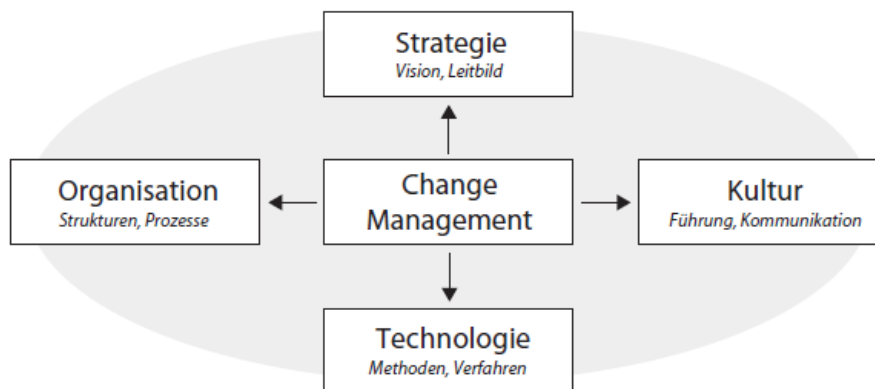 Strategie
Vision, Leitbild
Organisation
Strukturen, Prozesse
Change
Management
Kultur
Führung, Kommunikation
Technologie
Methoden, Verfahren